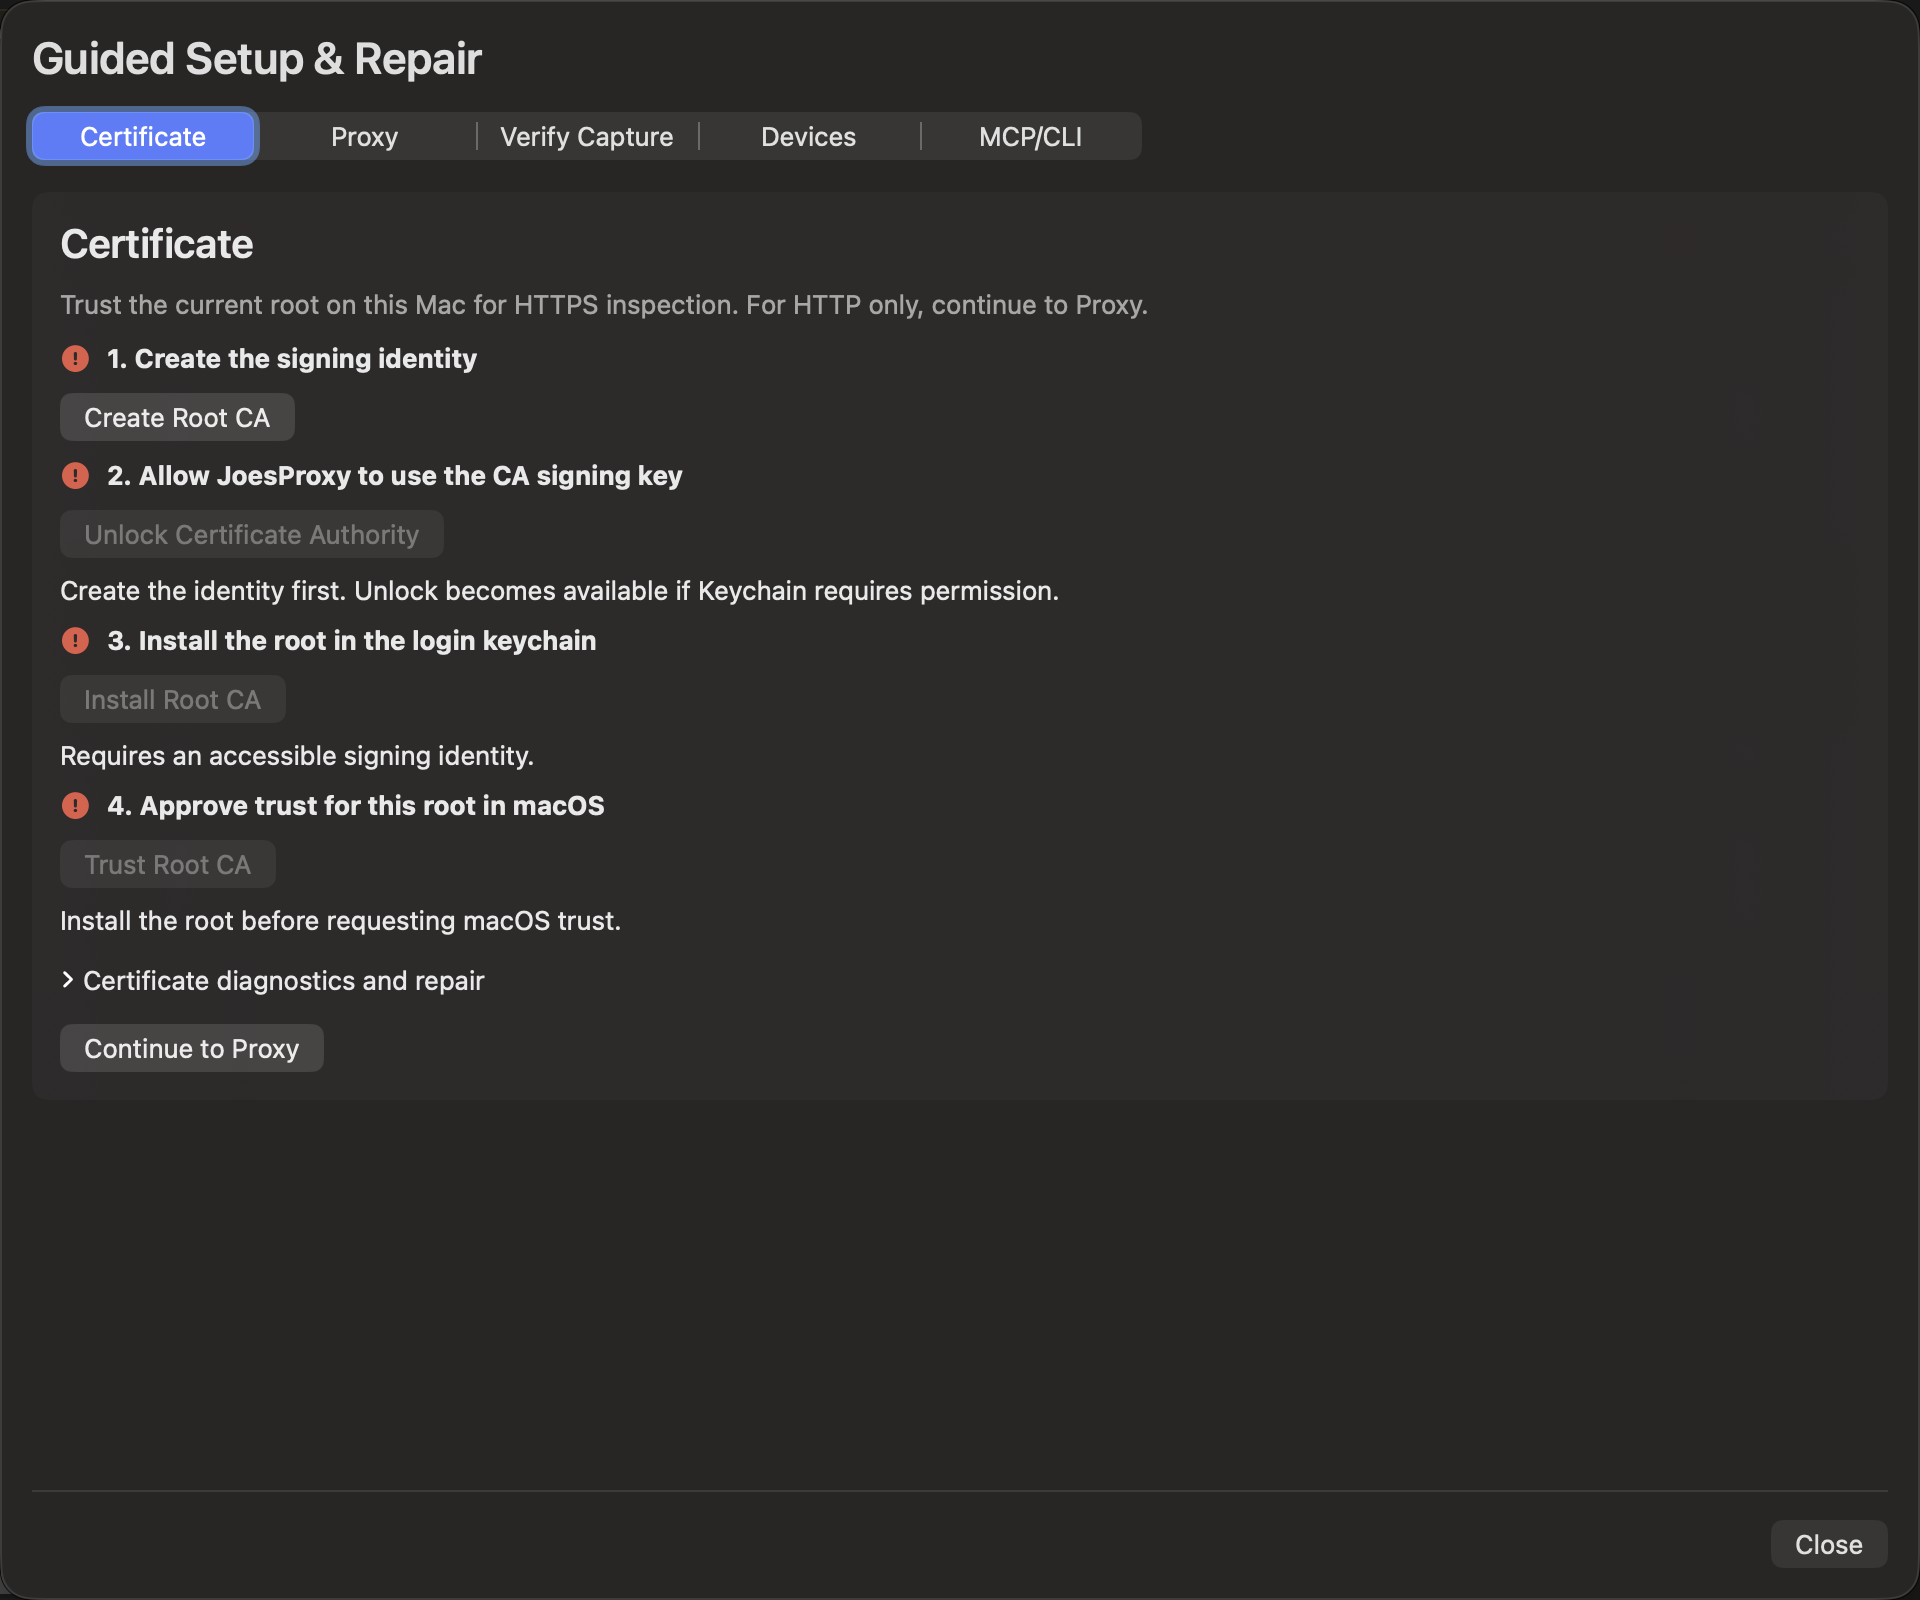 Guided Setup & Repair
Certificate
Proxy
Verify Capture
Devices
MCP/CLI
Certificate
Trust the current root on this Mac for HTTPS inspection. For HTTP only, continue to Proxy.
1. Create the signing identity
Create Root CA
2. Allow JoesProxy to use the CA signing key
Unlock Certificate Authority
Create the identity first. Unlock becomes available if Keychain requires permission.
3. Install the root in the login keychain
Install Root CA
Requires an accessible signing identity.
4. Approve trust for this root in macOS
Trust Root CA
Install the root before requesting macOS trust.
Certificate diagnostics and repair
Continue to Proxy
Close